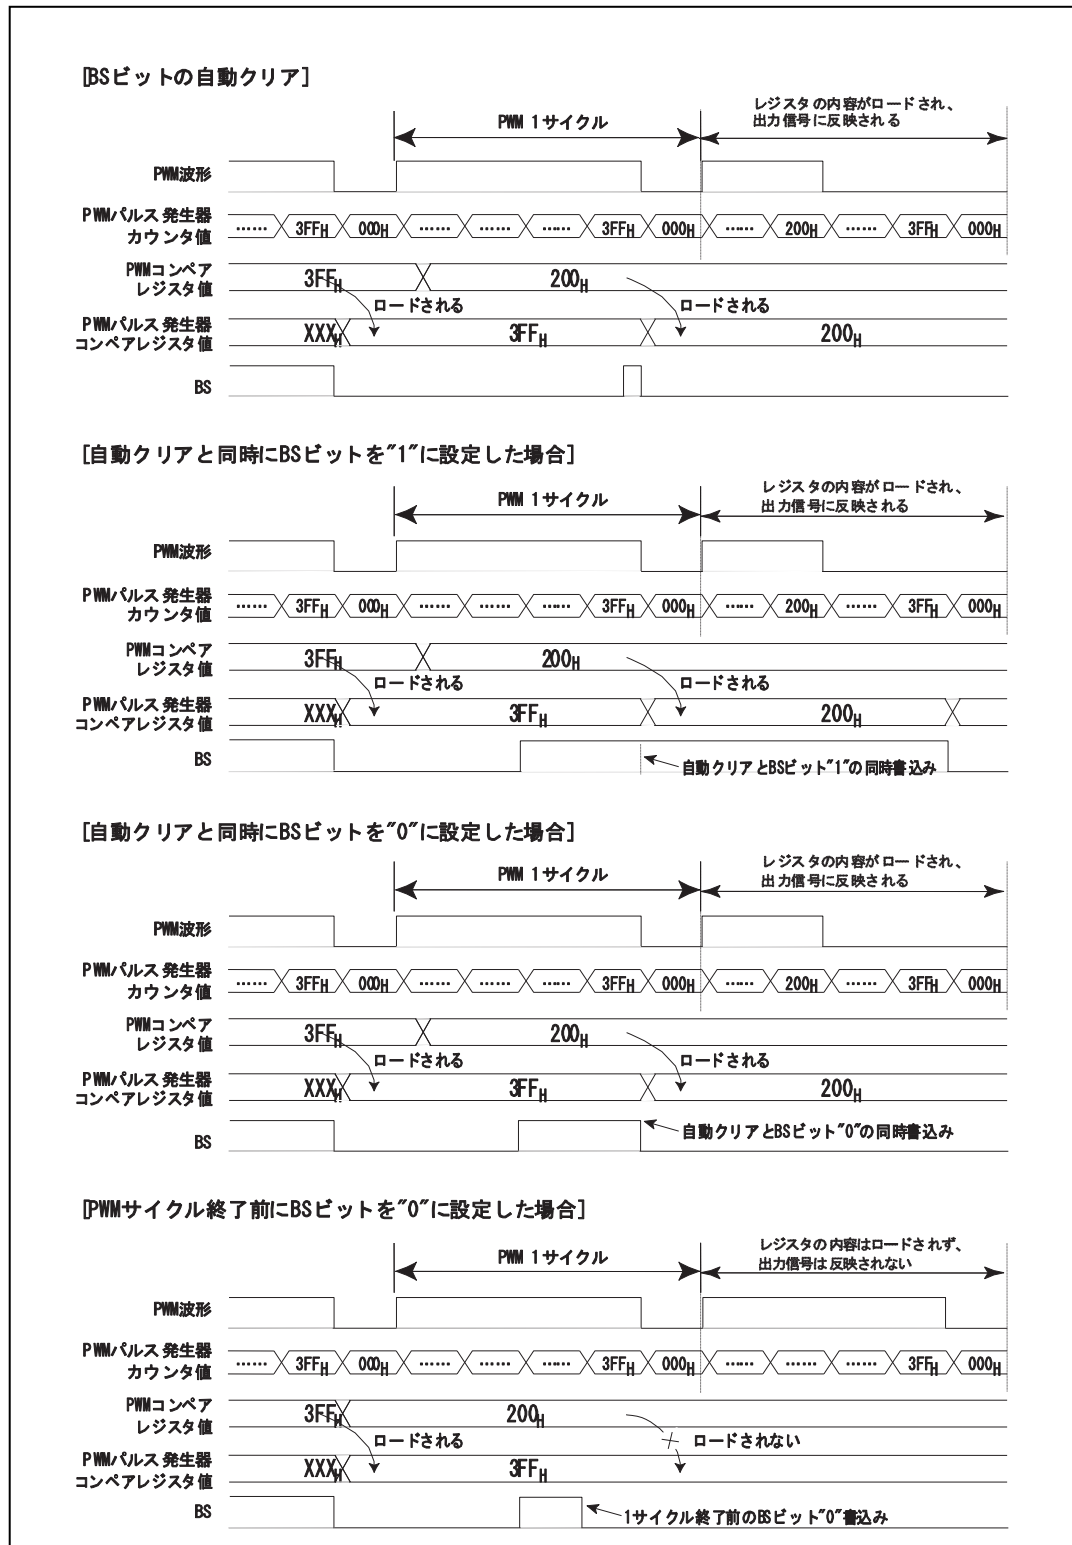 [BSビットの自動クリア]
PWM 1サイクル
レジスタの内容がロードされ、
出力信号に反映される
PWM波形
PWMパルス発生器
カウンタ値
…… 3FFH 000H …… …… …… 3FFH 000H …… 200H …… 3FFH 000H
PWMコンペア
レジスタ値
3FFH 200H
ロードされる ロードされる
PWMパルス発生器
コンペアレジスタ値
XXXH 3FFH 200H
BS
[自動クリアと同時にBSビットを"1"に設定した場合]
PWM 1サイクル
レジスタの内容がロードされ、
出力信号に反映される
PWM波形
PWMパルス発生器
カウンタ値
…… 3FFH 000H …… …… …… 3FFH 000H …… 200H …… 3FFH 000H
PWMコンペア
レジスタ値
3FFH 200H
ロードされる ロードされる
PWMパルス発生器
コンペアレジスタ値
XXXH 3FFH 200H
BS
自動クリアとBSビット"1"の同時書込み
[自動クリアと同時にBSビットを"0"に設定した場合]
PWM 1サイクル
レジスタの内容がロードされ、
出力信号に反映される
PWM波形
PWMパルス発生器
カウンタ値
…… 3FFH 000H …… …… …… 3FFH 000H …… 200H …… 3FFH 000H
PWMコンペア
レジスタ値
3FFH 200H
ロードされる ロードされる
PWMパルス発生器
コンペアレジスタ値
XXXH 3FFH 200H
BS
自動クリアとBSビット"0"の同時書込み
[PWMサイクル終了前にBSビットを"0"に設定した場合]
PWM 1サイクル
レジスタの内容はロードされず、
出力信号は反映されない
PWM波形
PWMパルス発生器
カウンタ値
…… 3FFH 000H …… …… …… 3FFH 000H …… …… …… 3FFH 000H
PWMコンペア
レジスタ値
3FFH 200H
ロードされる ロードされない
PWMパルス発生器
コンペアレジスタ値
XXXH 3FFH
BS
1サイクル終了前のBSビット"0"書込み